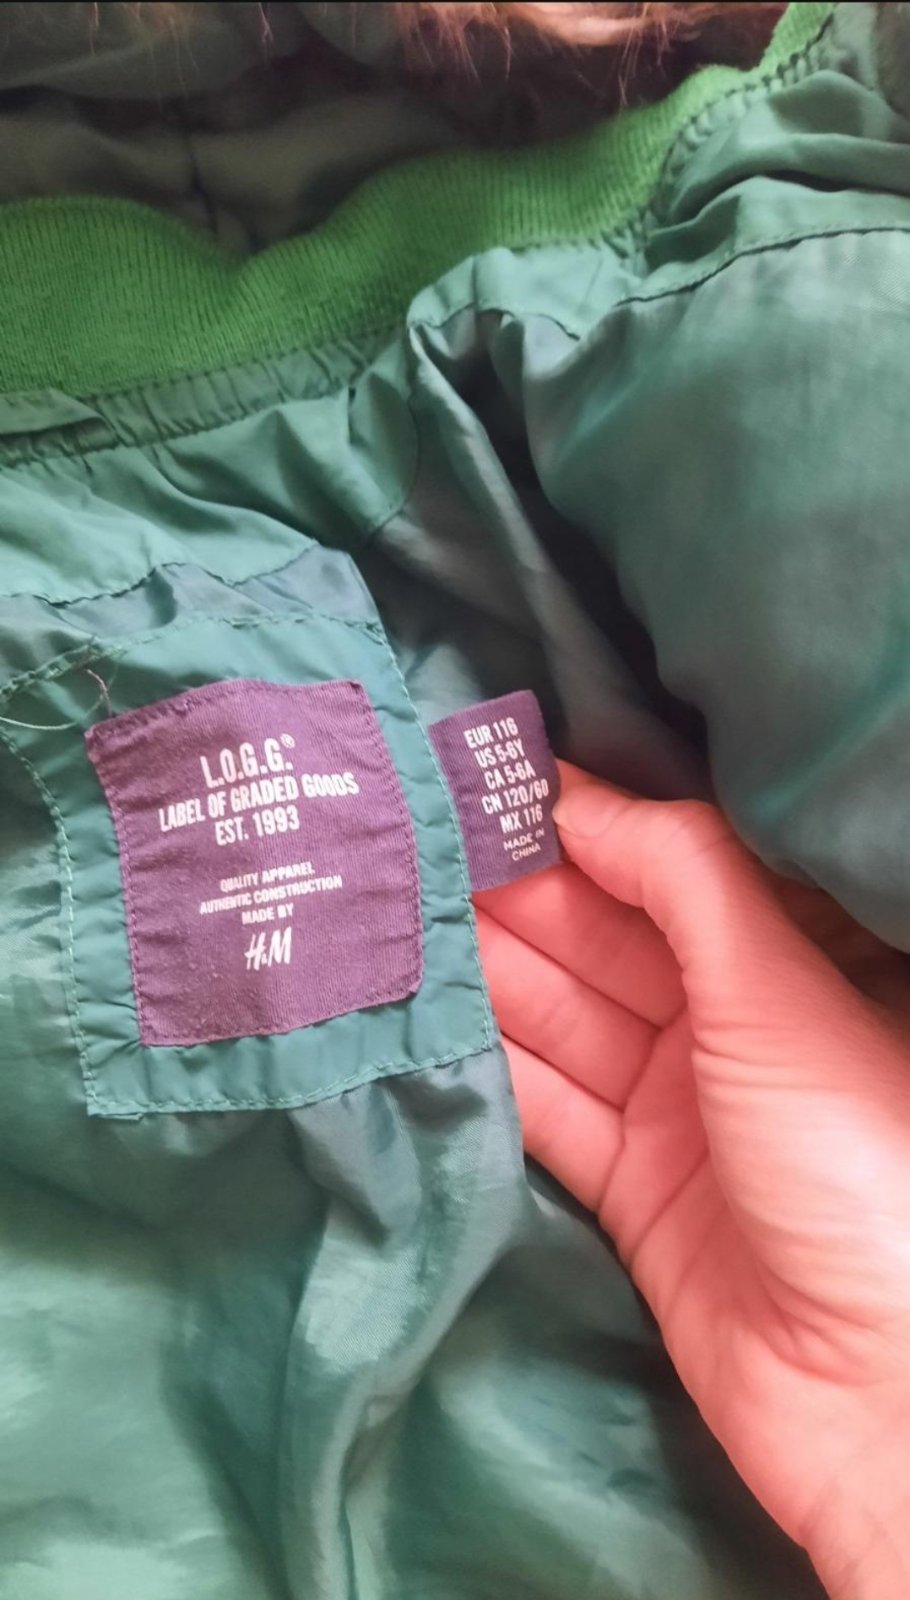 L.O.G.G.®
LABEL OF GRADED GOODS
EST. 1993
QUALITY APPAREL
AUTHENTIC CONSTRUCTION
MADE BY
H&M
EUR 116
US 5-6Y
CA 5-6A
CN 120/60
MX 116
MADE IN
CHINA